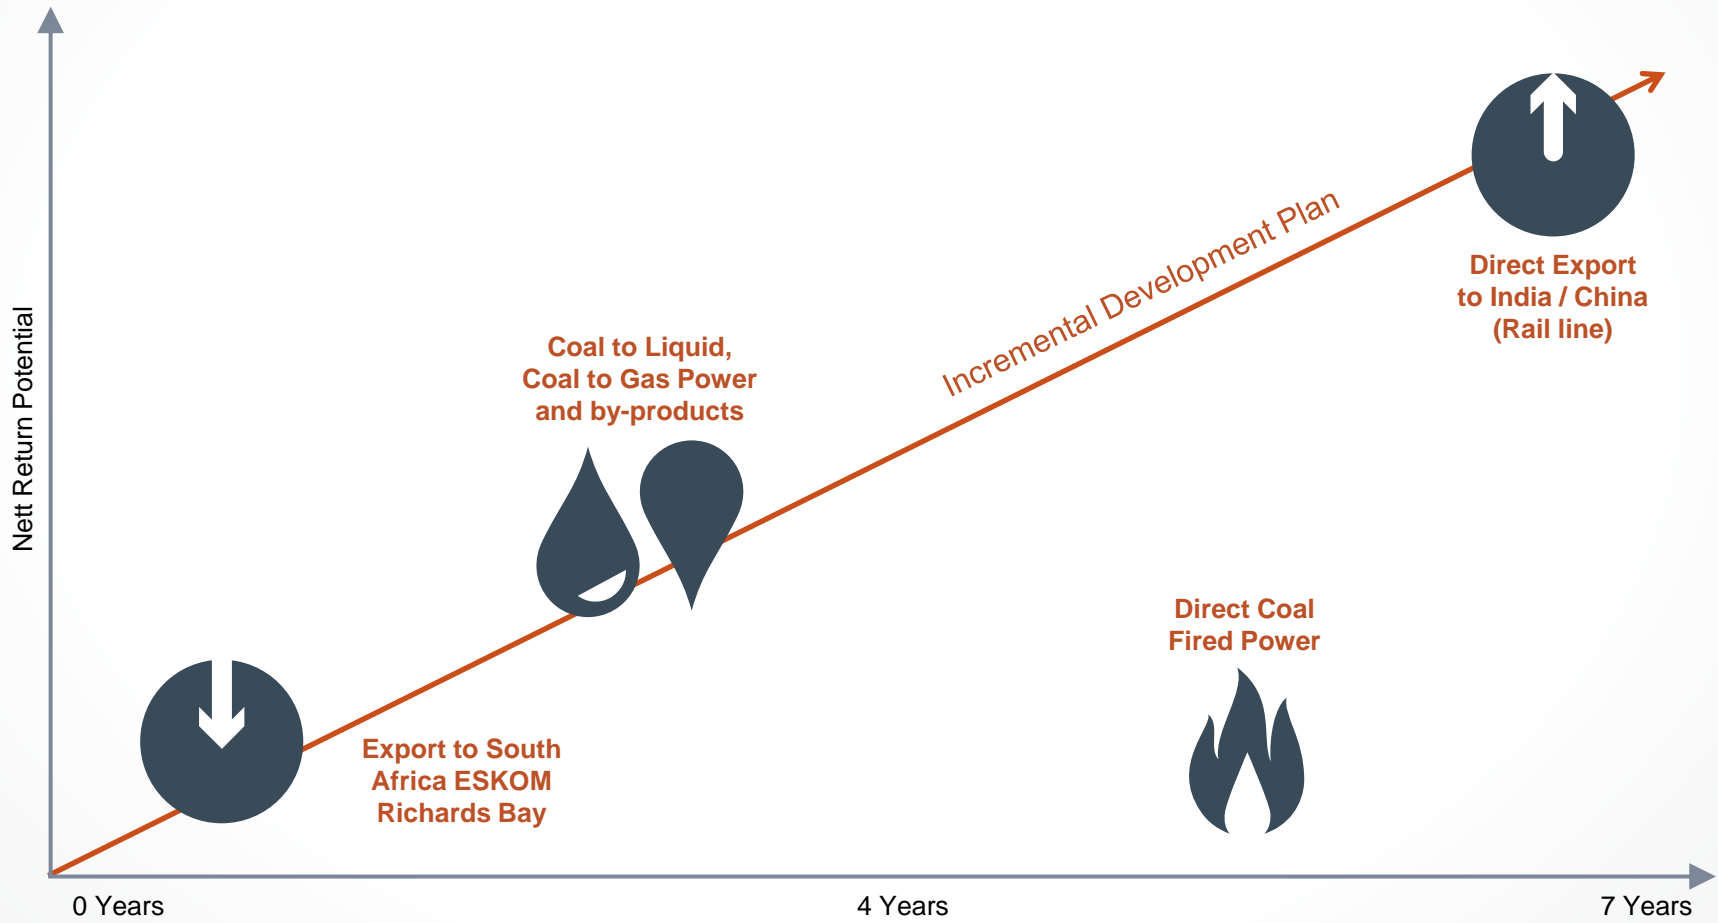 Nett Return Potential
Coal to Liquid,
Coal to Gas Power
and by-products
Incremental Development Plan
Direct Export
to India / China
(Rail line)
Export to South
Africa ESKOM
Richards Bay
Direct Coal
Fired Power
0 Years
4 Years
7 Years